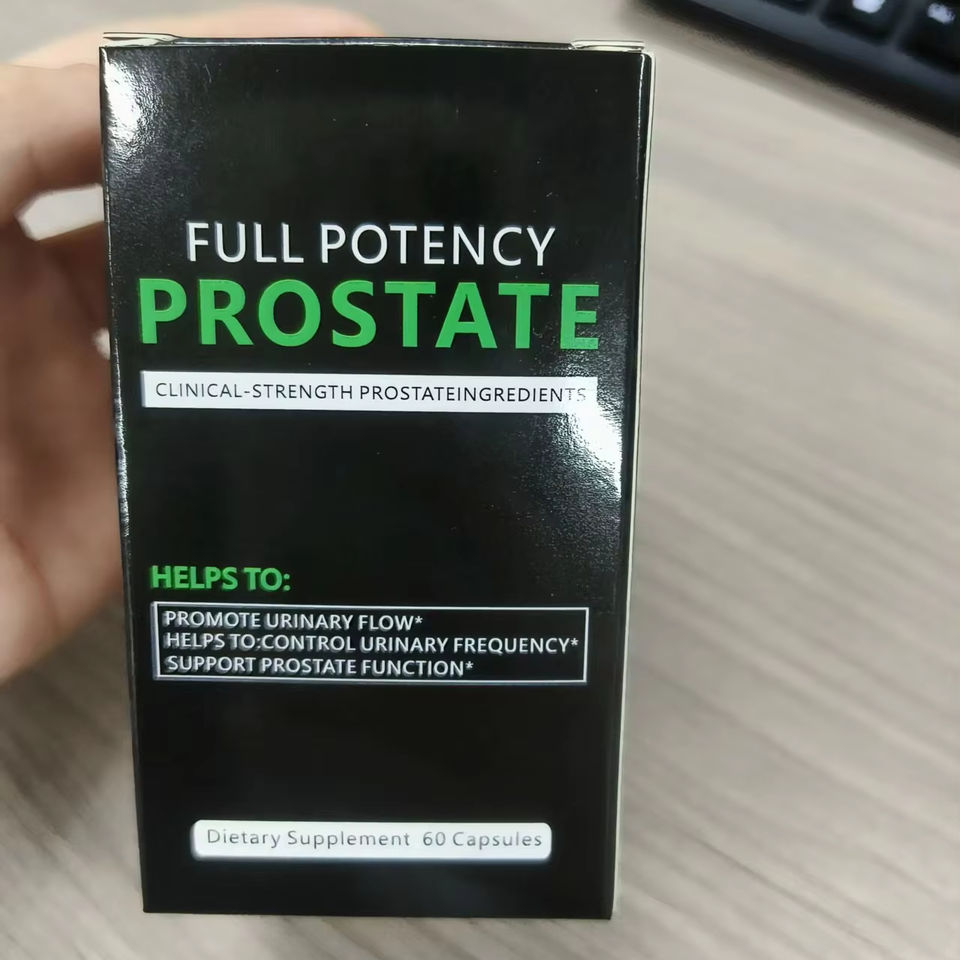 FULL POTENCY
PROSTATE
CLINICAL-STRENGTH PROSTATEINGREDIENTS
HELPS TO:
PROMOTE URINARY FLOW*
HELPS TO:CONTROL URINARY FREQUENCY*
SUPPORT PROSTATE FUNCTION*
Dietary Supplement 60 Capsules